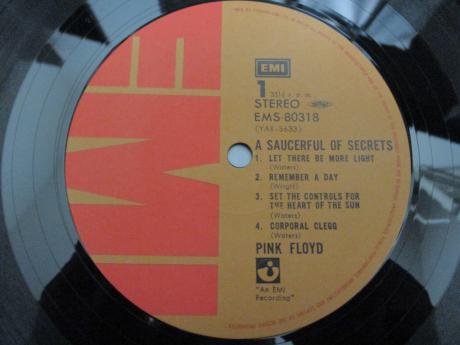 EMI
EMI
1
33⅓ r. p. m.
STEREO
EMS-80318
(YAX-3633)
A SAUCERFUL OF SECRETS
1. LET THERE BE MORE LIGHT
(Waters)
2. REMEMBER A DAY
(Wright)
3. SET THE CONTROLS FOR
THE HEART OF THE SUN
(Waters)
4. CORPORAL CLEGG
(Waters)
PINK FLOYD
"An EMI
Recording"